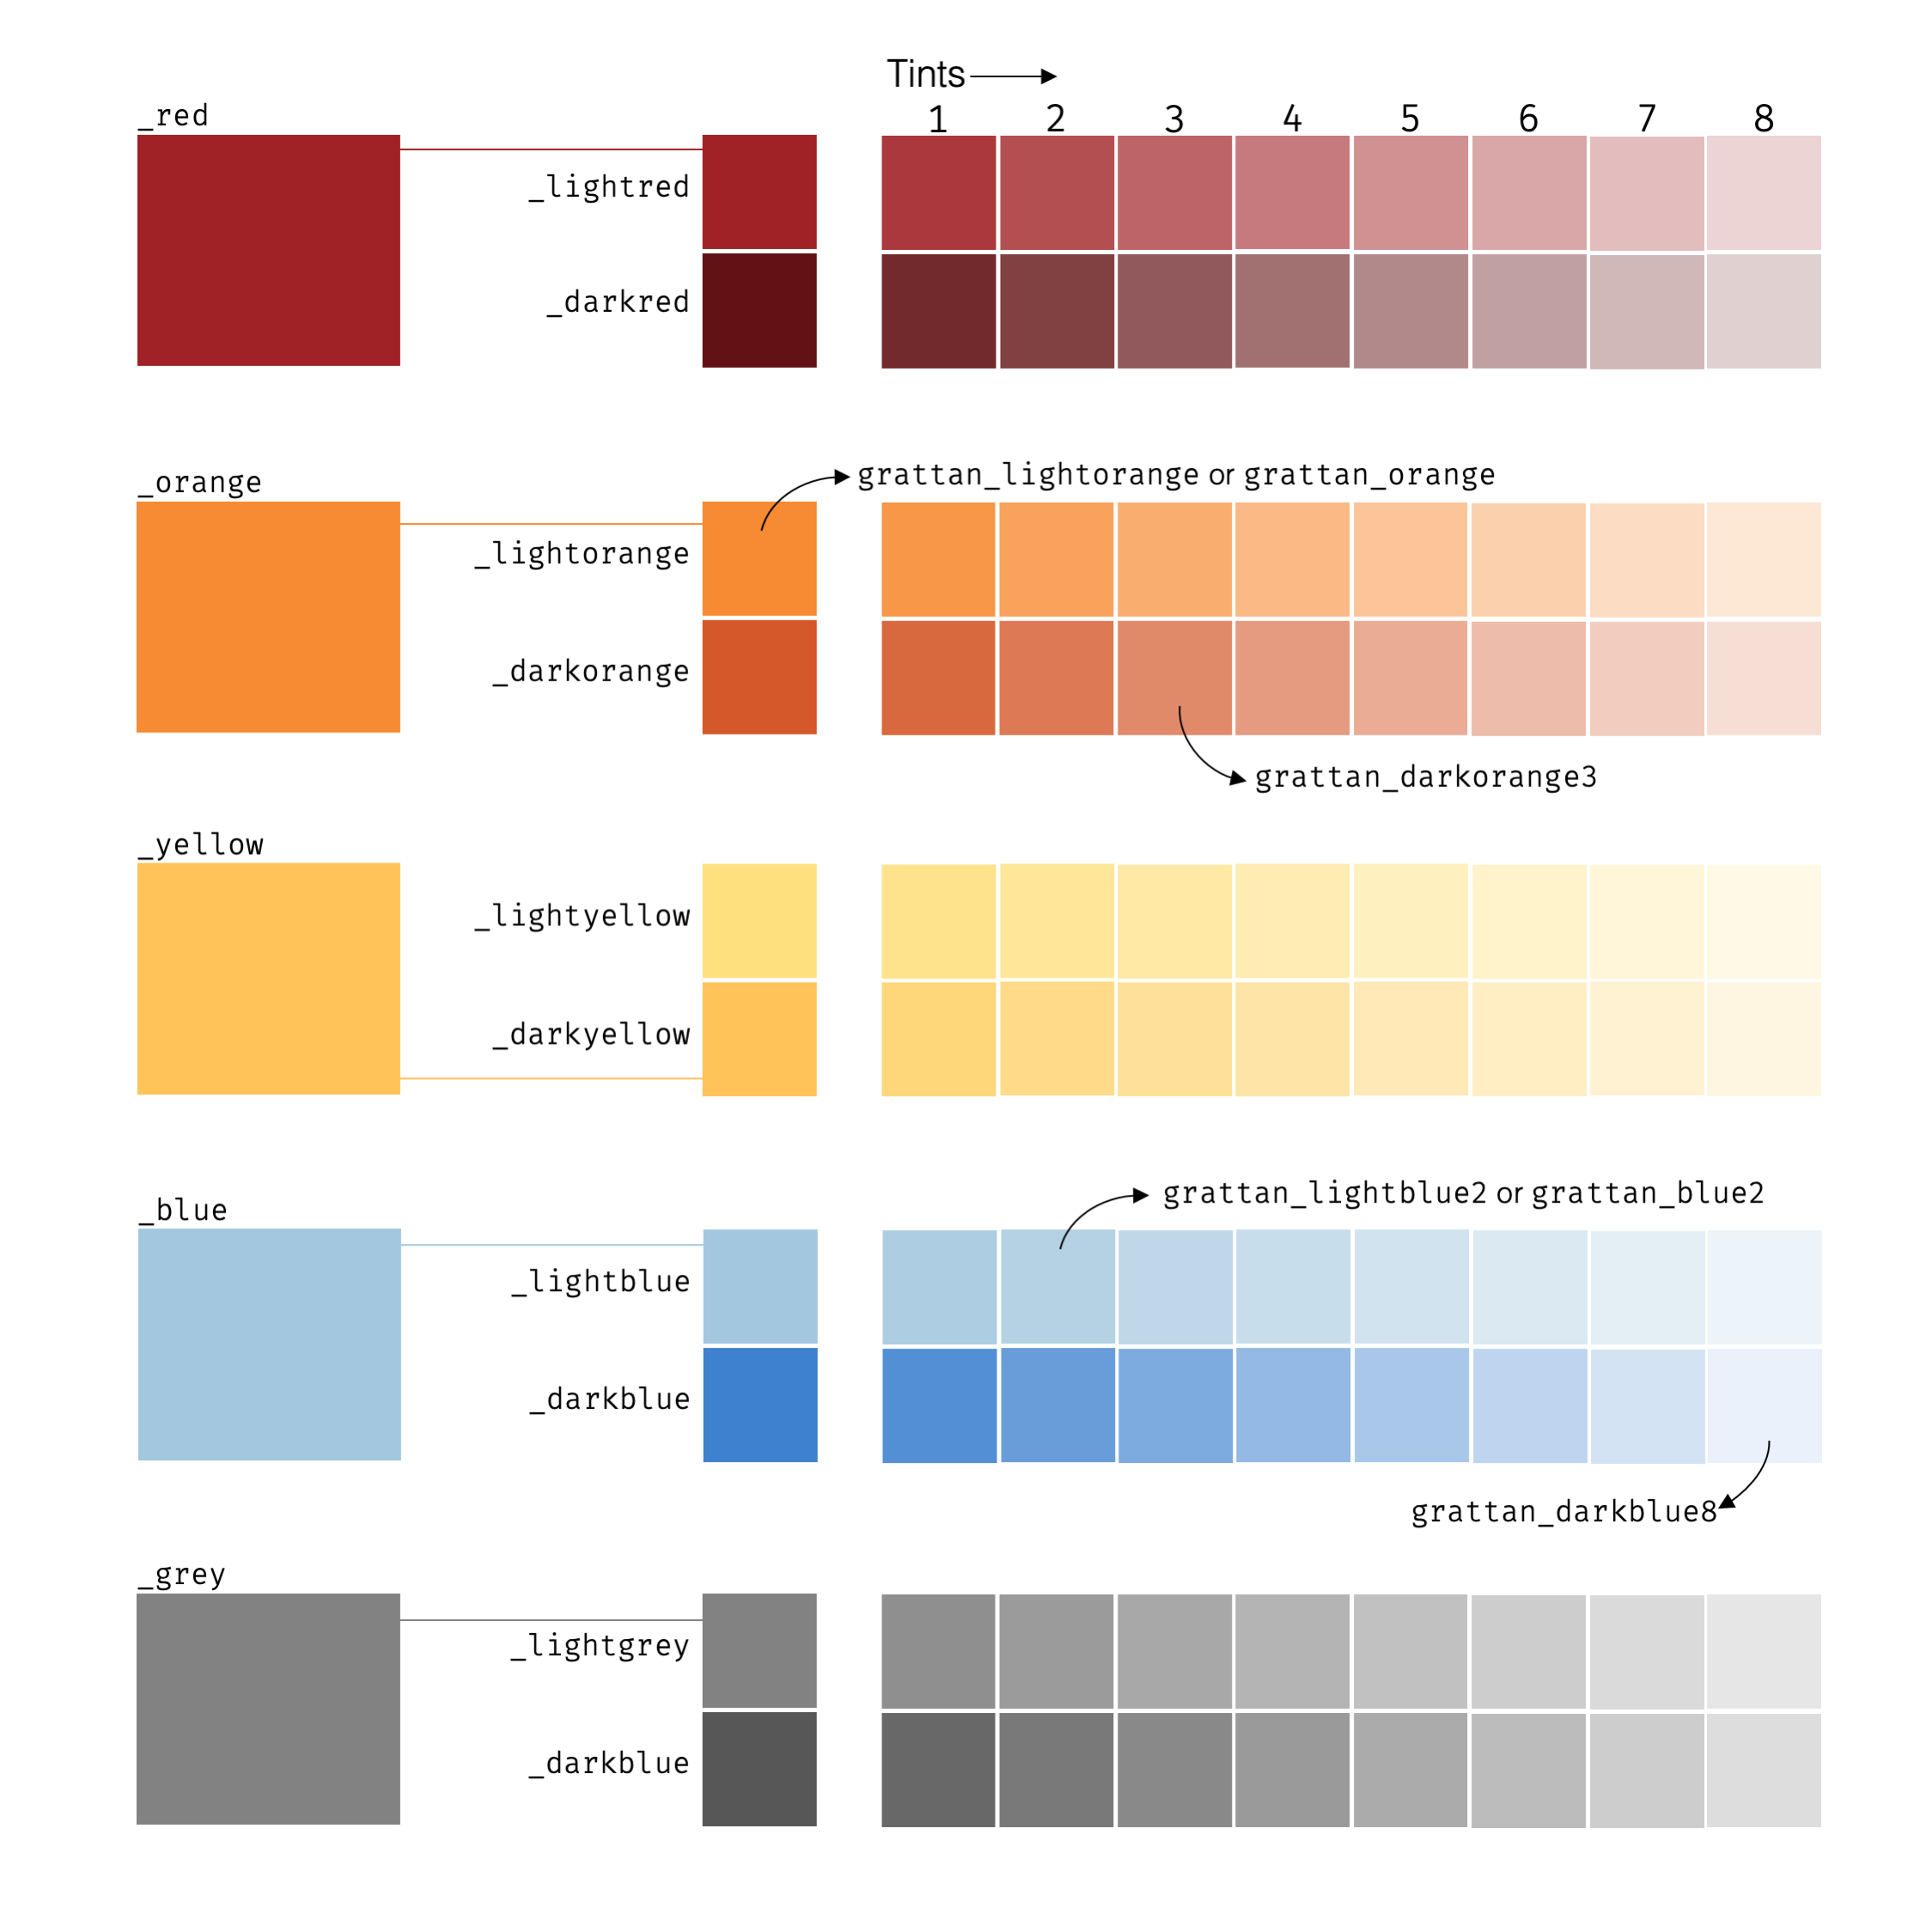 Tints
1 2 3 4 5 6 7 8
_red
_lightred
_darkred
_orange
grattan_lightorange or grattan_orange
_lightorange
_darkorange
grattan_darkorange3
_yellow
_lightyellow
_darkyellow
_blue
grattan_lightblue2 or grattan_blue2
_lightblue
_darkblue
grattan_darkblue8
_grey
_lightgrey
_darkblue